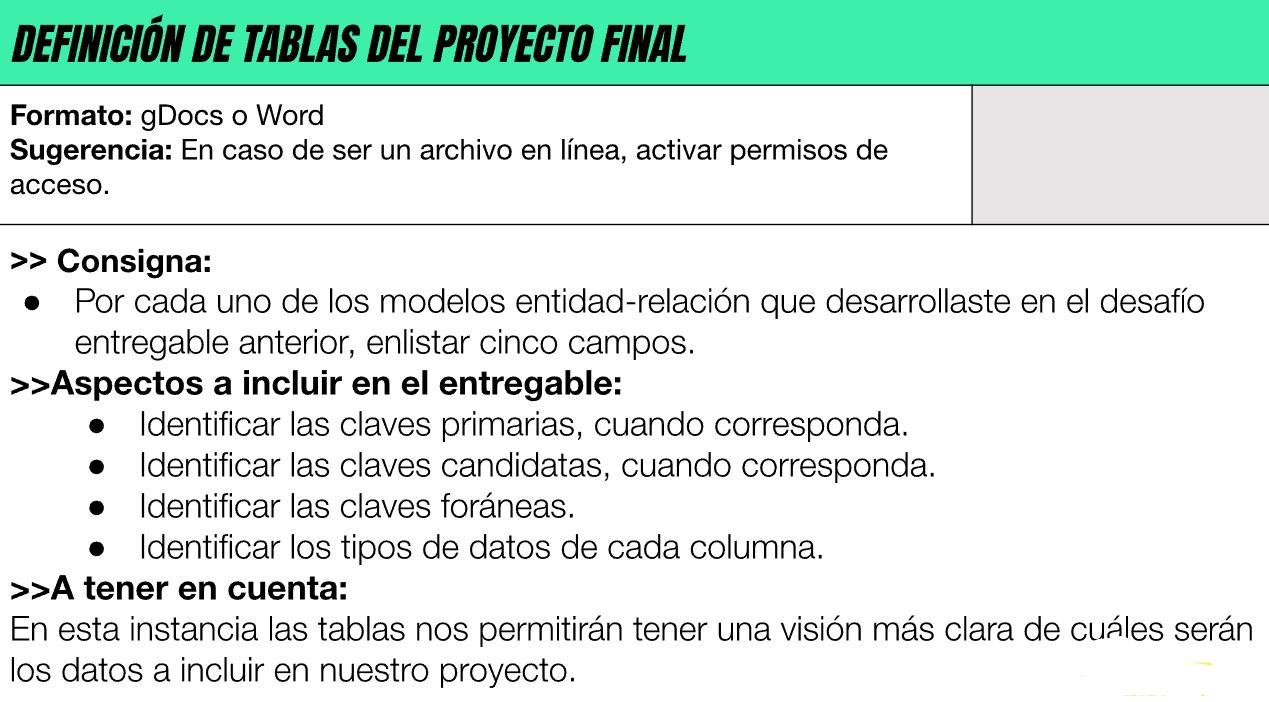 DEFINICIÓN DE TABLAS DEL PROYECTO FINAL
Formato: gDocs o Word
Sugerencia: En caso de ser un archivo en línea, activar permisos de
acceso.
>> Consigna:
● Por cada uno de los modelos entidad-relación que desarrollaste en el desafío
entregable anterior, enlistar cinco campos.
>>Aspectos a incluir en el entregable:
● Identificar las claves primarias, cuando corresponda.
● Identificar las claves candidatas, cuando corresponda.
● Identificar las claves foráneas.
● Identificar los tipos de datos de cada columna.
>>A tener en cuenta:
En esta instancia las tablas nos permitirán tener una visión más clara de cuáles serán
los datos a incluir en nuestro proyecto.